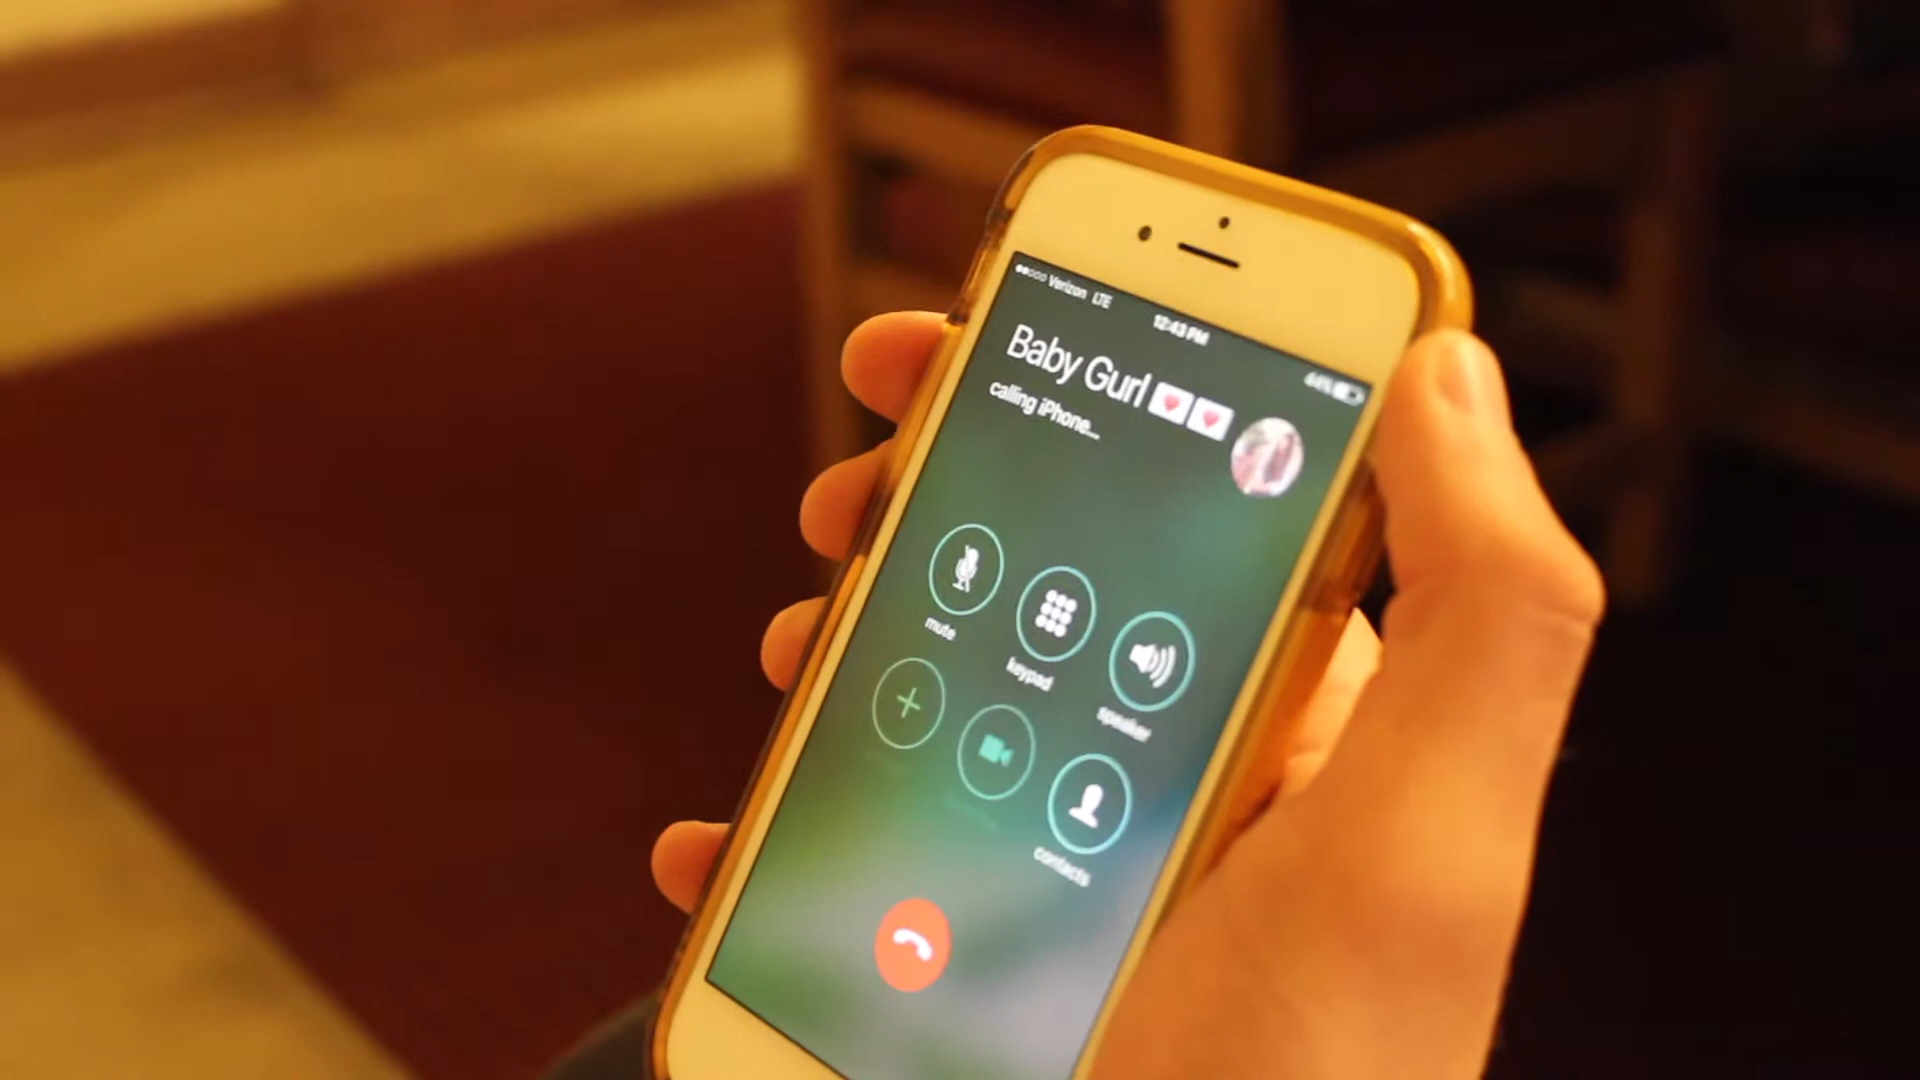 Verizon LTE
12:43 PM
Baby Gurl 💟💟
calling iPhone...
mute
keypad
speaker
contacts